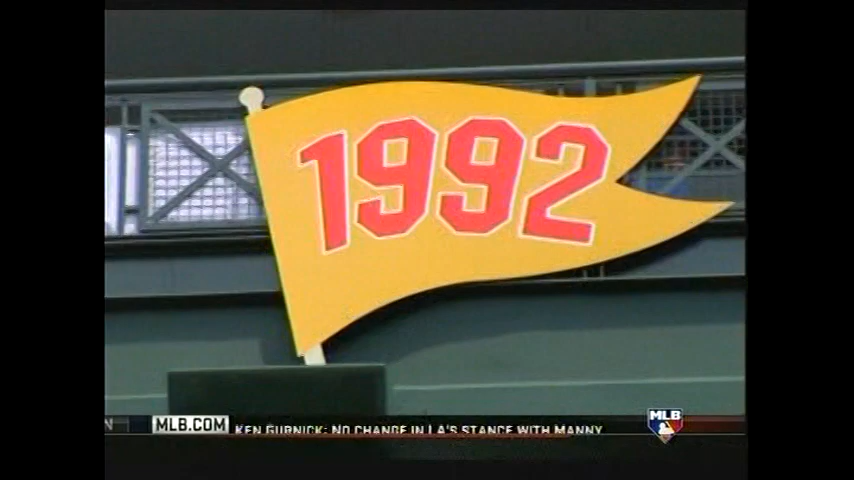 1992
N
MLB.COM
KEN GURNICK: NO CHANGE IN LA'S STANCE WITH MANNY
MLB